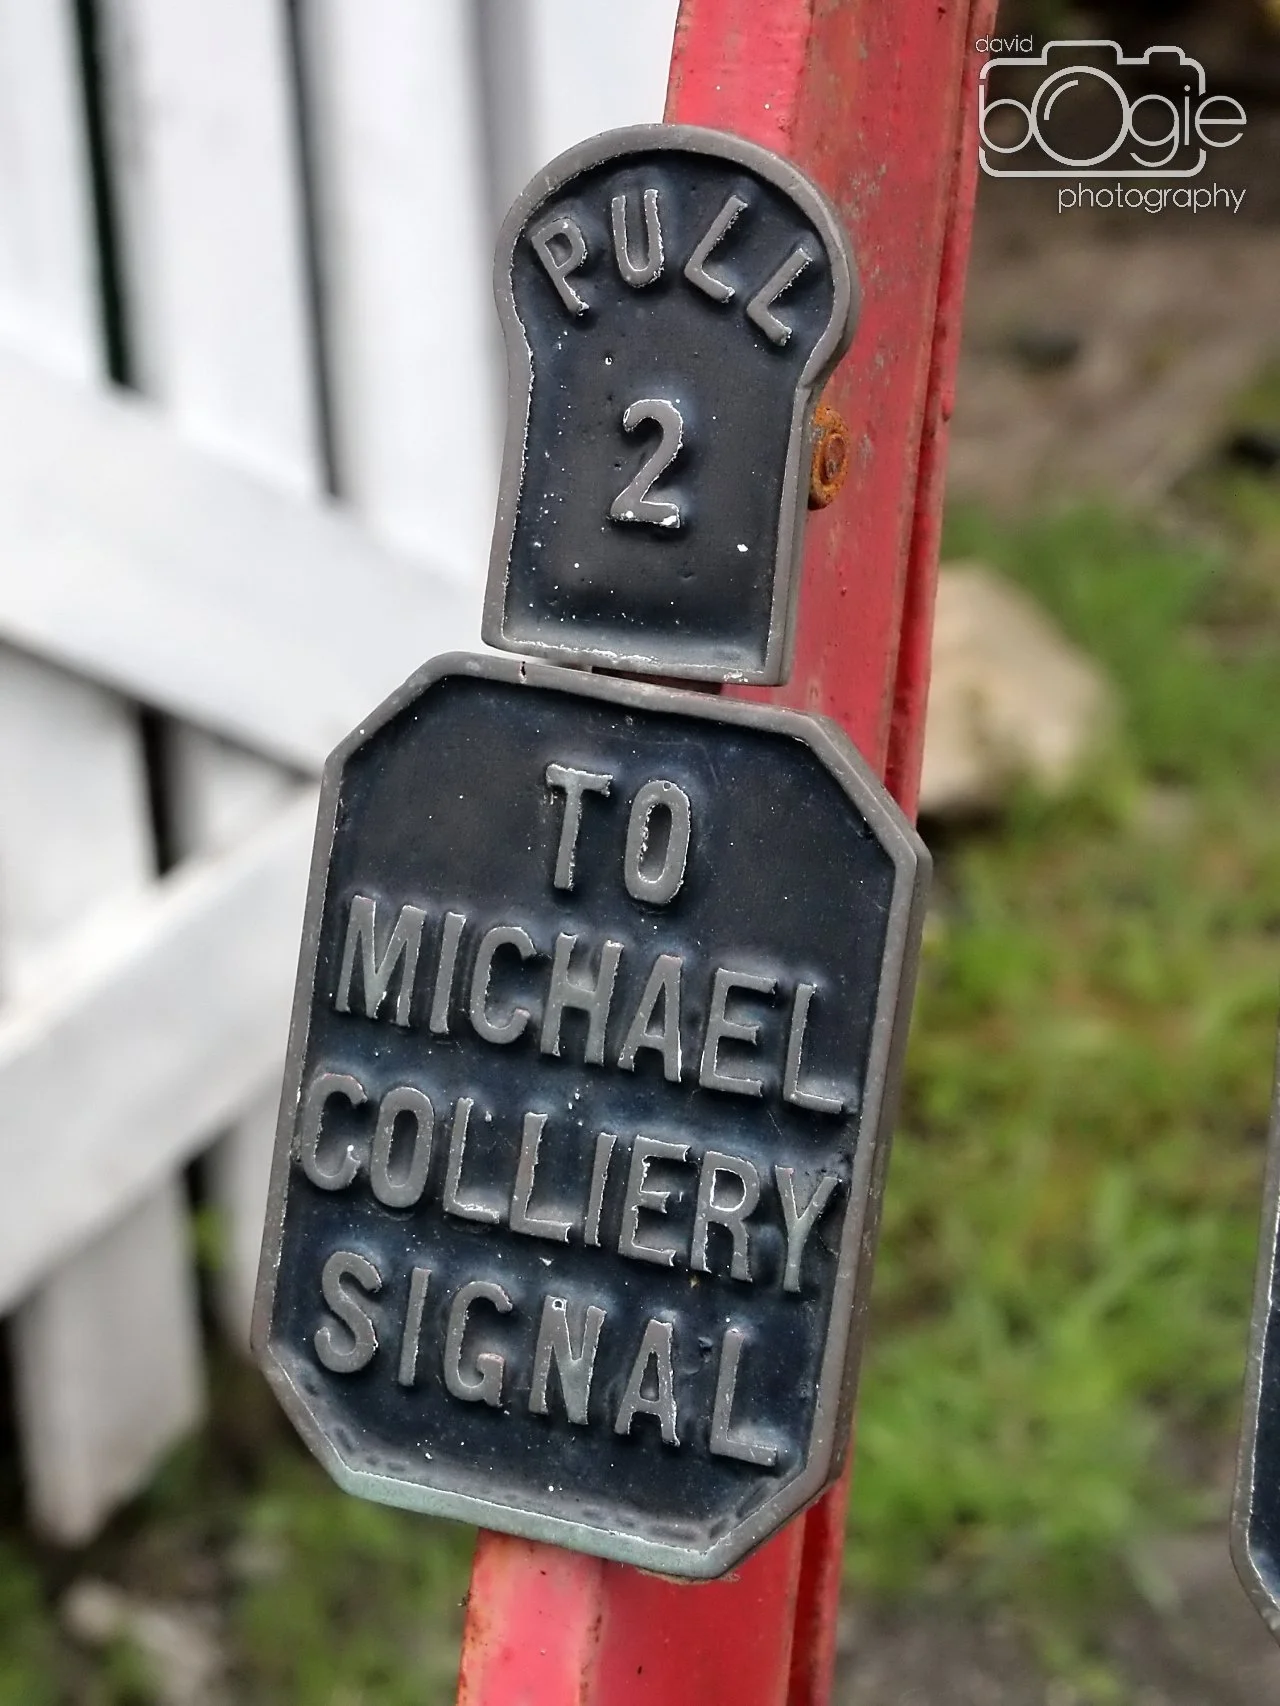 david
bOgie
photography
PULL
2
TO
MICHAEL
COLLIERY
SIGNAL